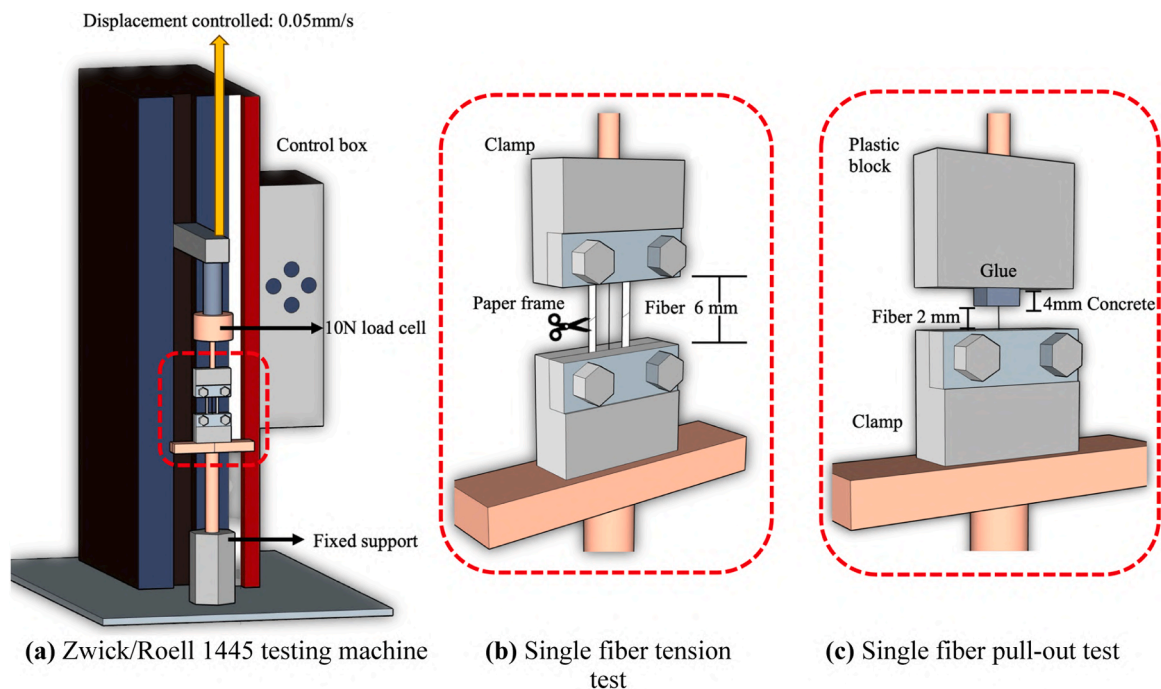 Displacement controlled: 0.05mm/s
Control box
10N load cell
Fixed support
(a) Zwick/Roell 1445 testing machine
Clamp
Paper frame
Fiber 6 mm
(b) Single fiber tension
test
Plastic
block
Glue
4mm Concrete
Fiber 2 mm
Clamp
(c) Single fiber pull-out test